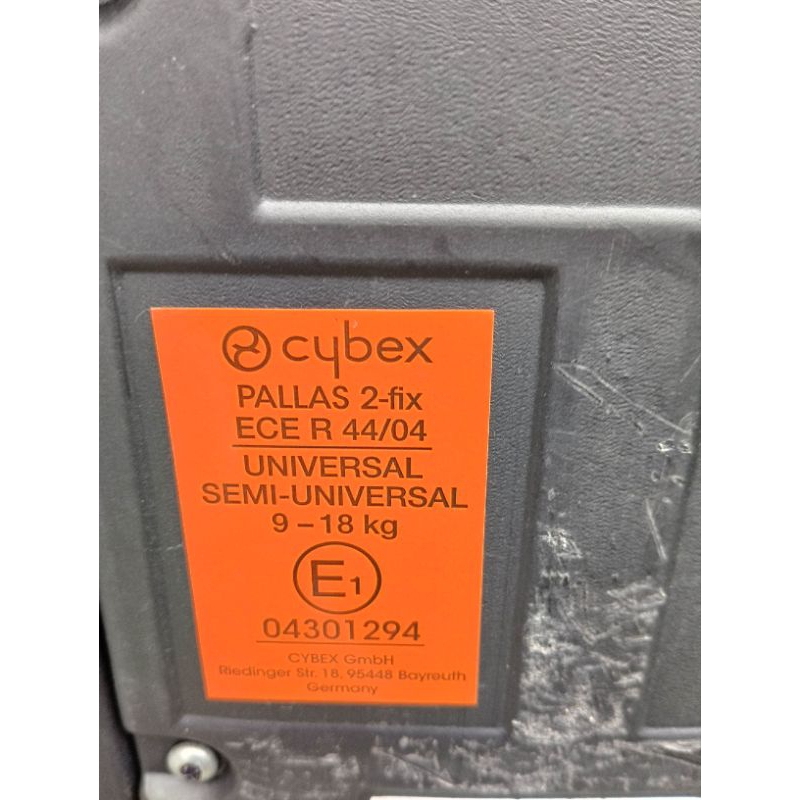 cybex
PALLAS 2-fix
ECE R 44/04
UNIVERSAL
SEMI-UNIVERSAL
9 – 18 kg
E1
04301294
CYBEX GmbH
Riedinger Str. 18, 95448 Bayreuth
Germany